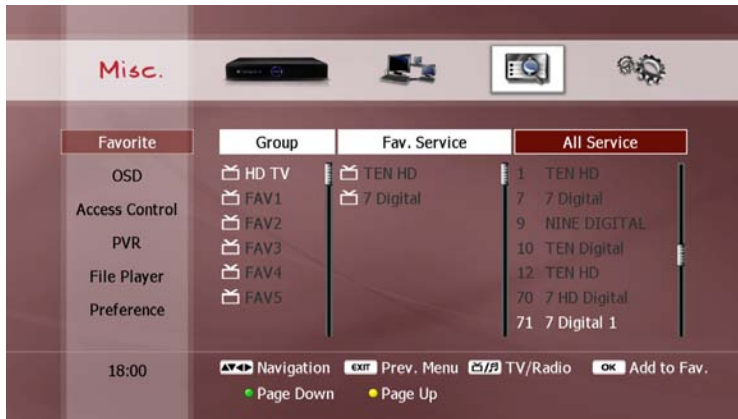 Misc.
Favorite
OSD
Access Control
PVR
File Player
Preference
18:00
Group
HD TV
FAV1
FAV2
FAV3
FAV4
FAV5
Fav. Service
TEN HD
7 Digital
All Service
1 TEN HD
7 7 Digital
9 NINE DIGITAL
10 TEN Digital
12 TEN HD
70 7 HD Digital
71 7 Digital 1
Navigation EXIT Prev. Menu TV/Radio OK Add to Fav.
Page Down Page Up